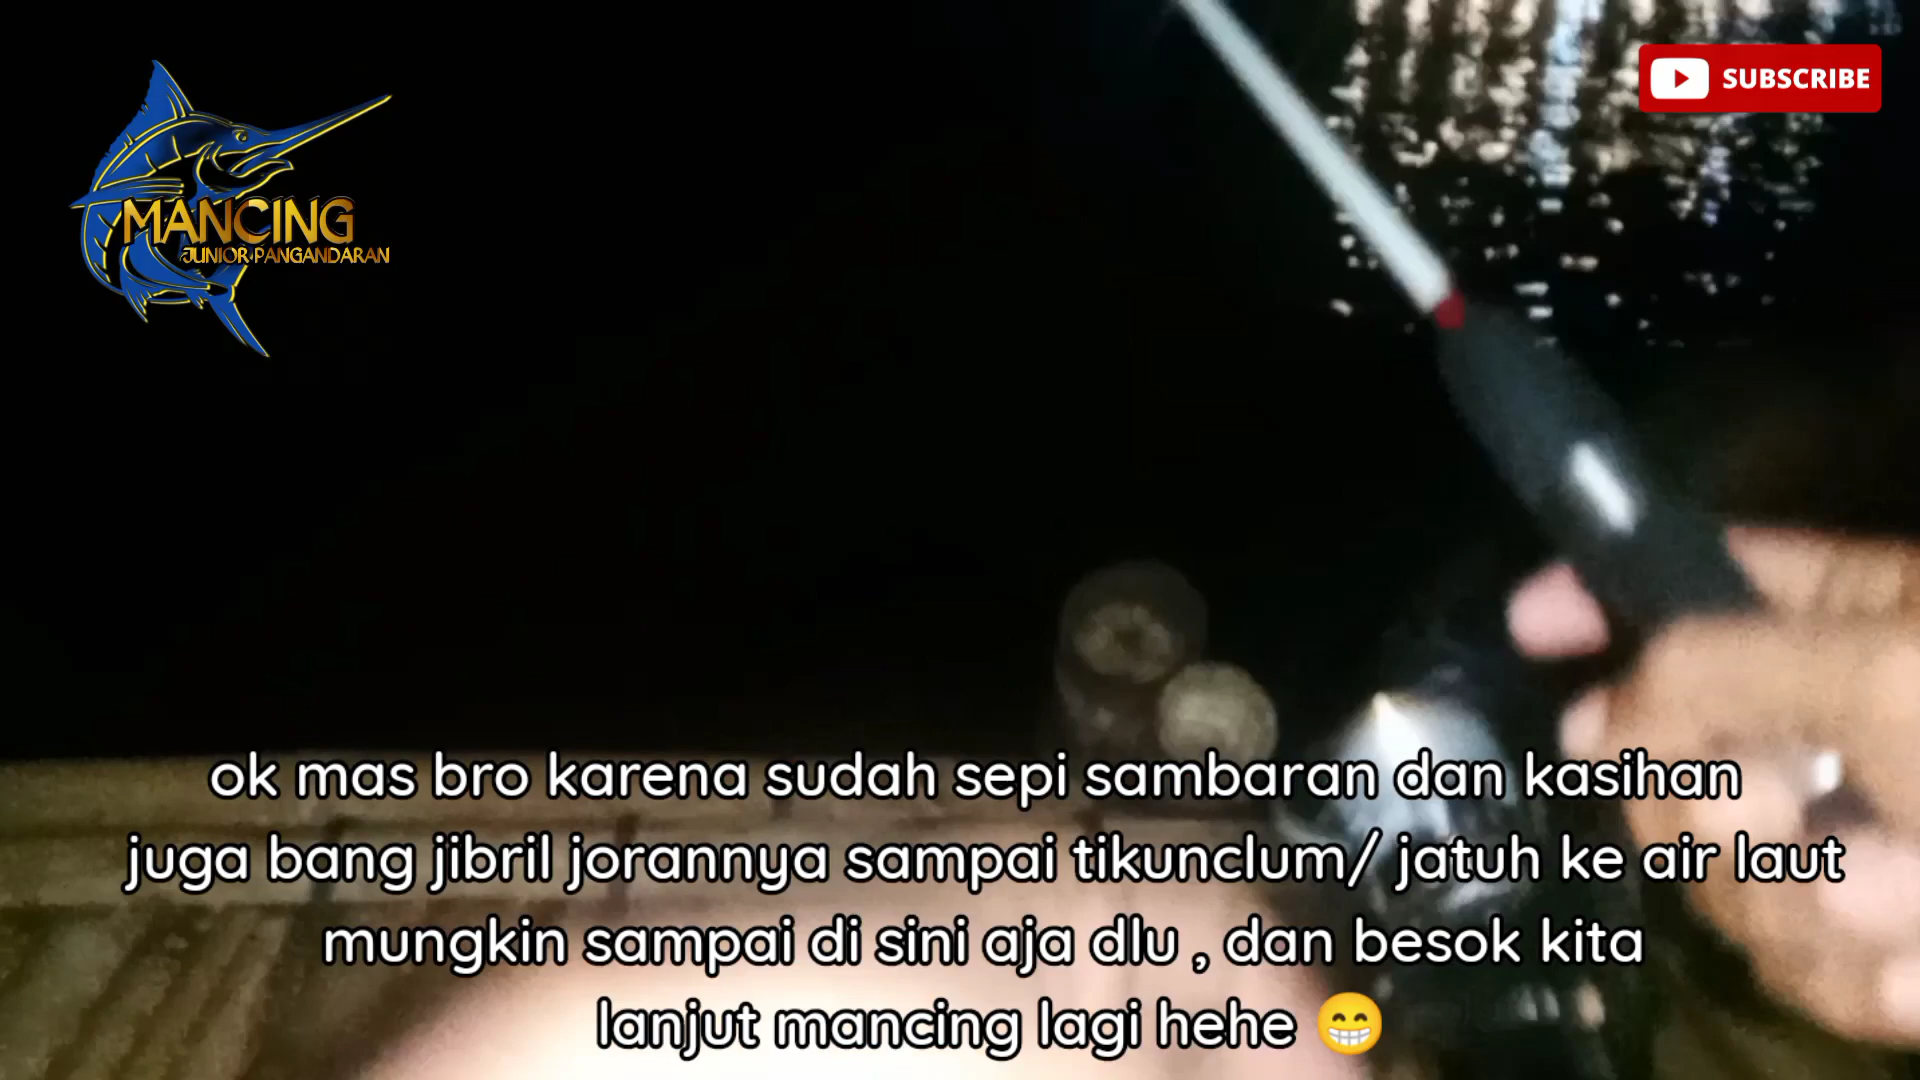 SUBSCRIBE
MANCING
JUNIOR PANGANDARAN
ok mas bro karena sudah sepi sambaran dan kasihan
juga bang jibril jorannya sampai tikunclum/ jatuh ke air laut
mungkin sampai di sini aja dlu , dan besok kita
lanjut mancing lagi hehe 😁